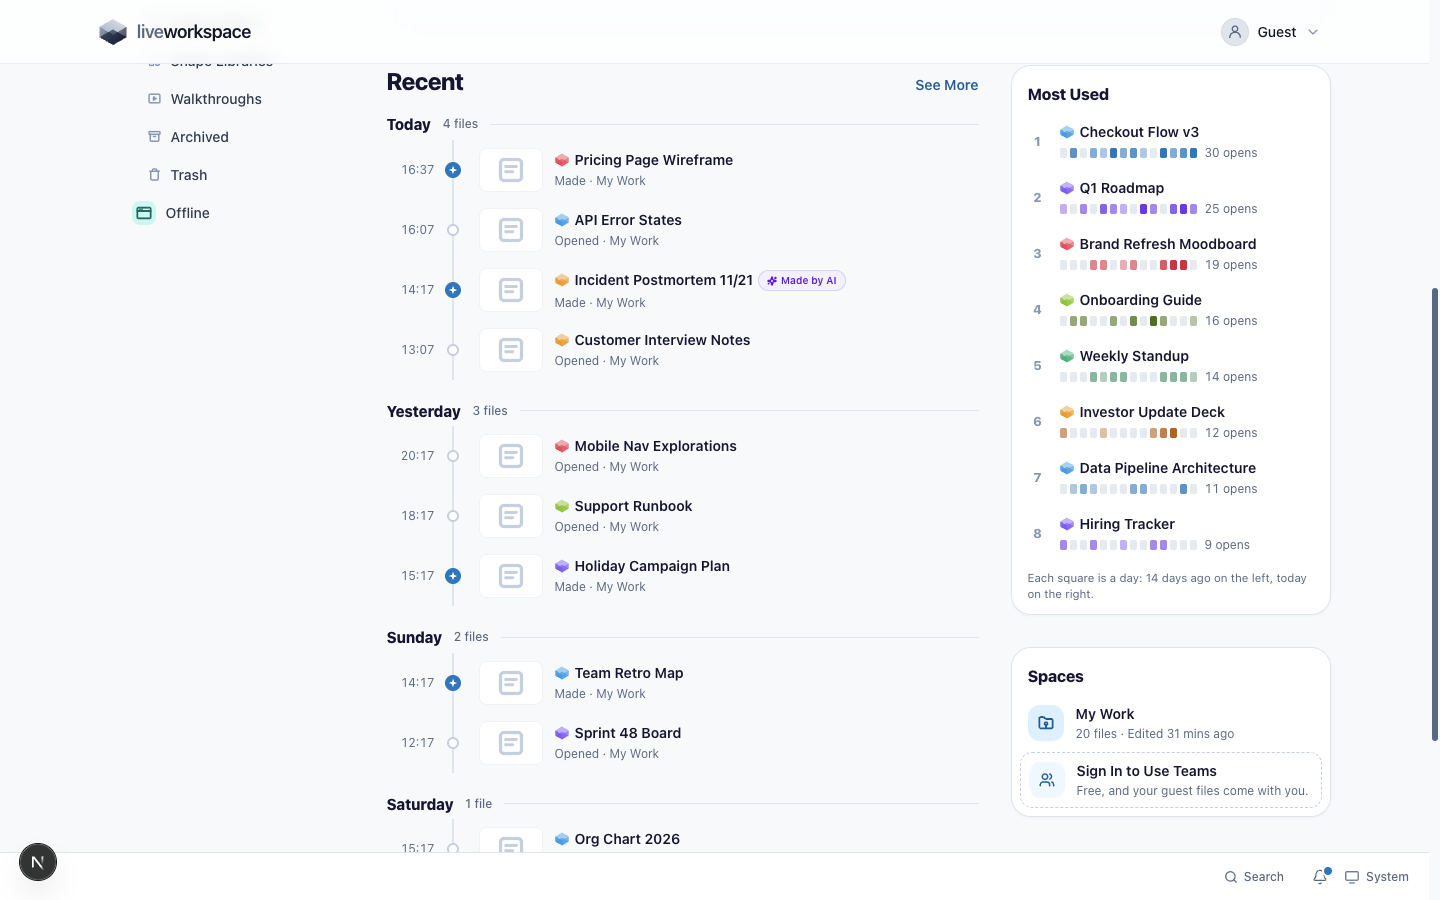 liveworkspace
Guest
Shape Libraries
Walkthroughs
Archived
Trash
Offline
Recent
See More
Today 4 files
16:37
Pricing Page Wireframe
Made · My Work
16:07
API Error States
Opened · My Work
14:17
Incident Postmortem 11/21 Made by AI
Made · My Work
13:07
Customer Interview Notes
Opened · My Work
Yesterday 3 files
20:17
Mobile Nav Explorations
Opened · My Work
18:17
Support Runbook
Opened · My Work
15:17
Holiday Campaign Plan
Made · My Work
Sunday 2 files
14:17
Team Retro Map
Made · My Work
12:17
Sprint 48 Board
Opened · My Work
Saturday 1 file
15:17
Org Chart 2026
Most Used
1
Checkout Flow v3
30 opens
2
Q1 Roadmap
25 opens
3
Brand Refresh Moodboard
19 opens
4
Onboarding Guide
16 opens
5
Weekly Standup
14 opens
6
Investor Update Deck
12 opens
7
Data Pipeline Architecture
11 opens
8
Hiring Tracker
9 opens
Each square is a day: 14 days ago on the left, today
on the right.
Spaces
My Work
20 files · Edited 31 mins ago
Sign In to Use Teams
Free, and your guest files come with you.
N
Search
System